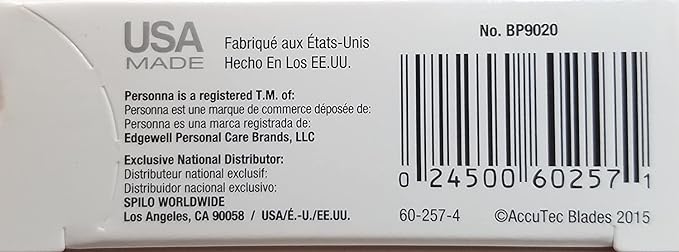 USA
MADE
Fabriqué aux États-Unis
Hecho En Los EE.UU.
Personna is a registered T.M. of:
Personna est une marque de commerce déposée de:
Personna es una marca registrada de:
Edgewell Personal Care Brands, LLC
Exclusive National Distributor:
Distributeur national exclusif:
Distribuidor nacional exclusivo:
SPILO WORLDWIDE
Los Angeles, CA 90058 / USA/É.-U./EE.UU.
No. BP9020
0 24500 60257 1
60-257-4 ©AccuTec Blades 2015